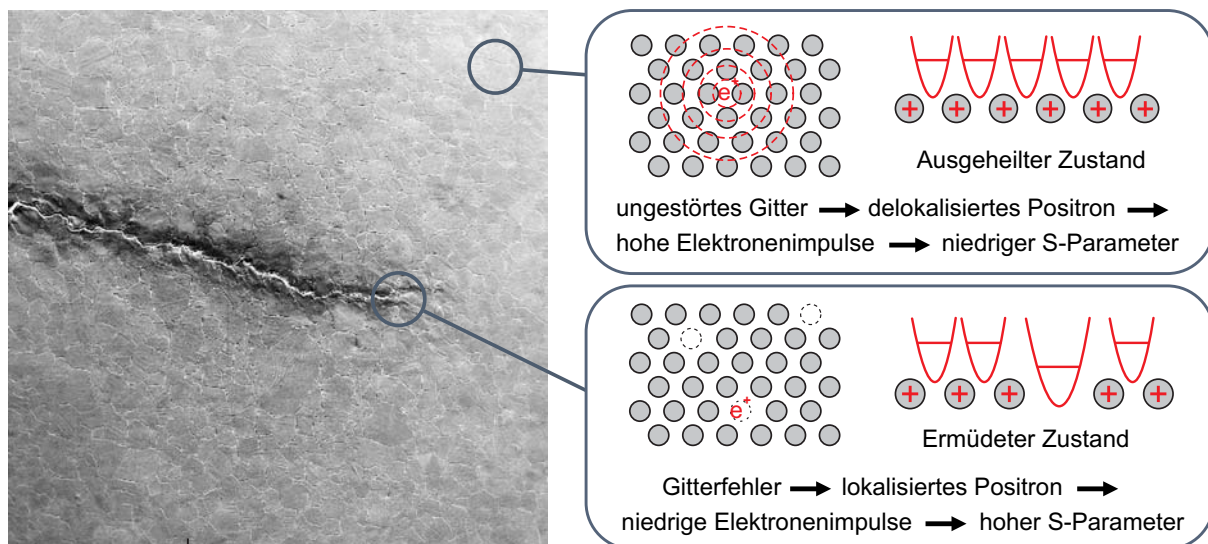 e+
+ + + + + +
Ausgeheilter Zustand
ungestörtes Gitter → delokalisiertes Positron →
hohe Elektronenimpulse → niedriger S-Parameter
e+
+ + + + +
Ermüdeter Zustand
Gitterfehler → lokalisiertes Positron →
niedrige Elektronenimpulse → hoher S-Parameter